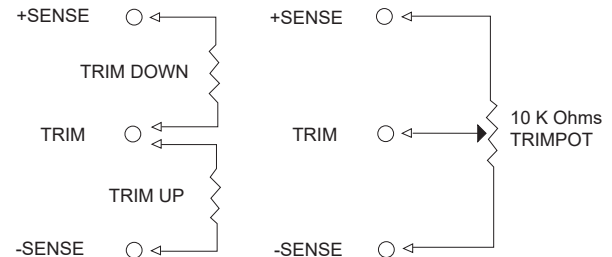 +SENSE
TRIM DOWN
TRIM
TRIM UP
-SENSE
+SENSE
TRIM
10 K Ohms
TRIMPOT
-SENSE